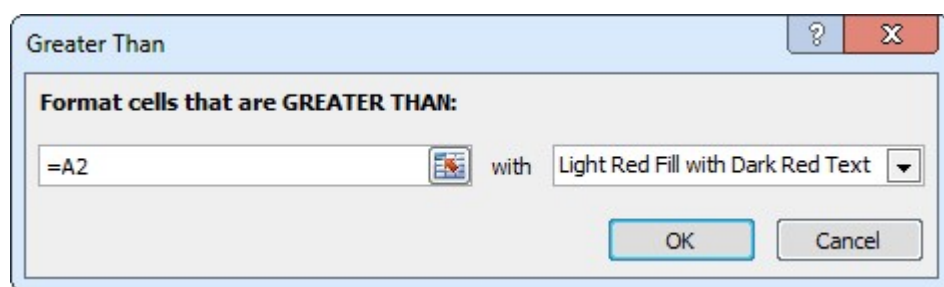 Greater Than
Format cells that are GREATER THAN:
=A2 with Light Red Fill with Dark Red Text
OK Cancel